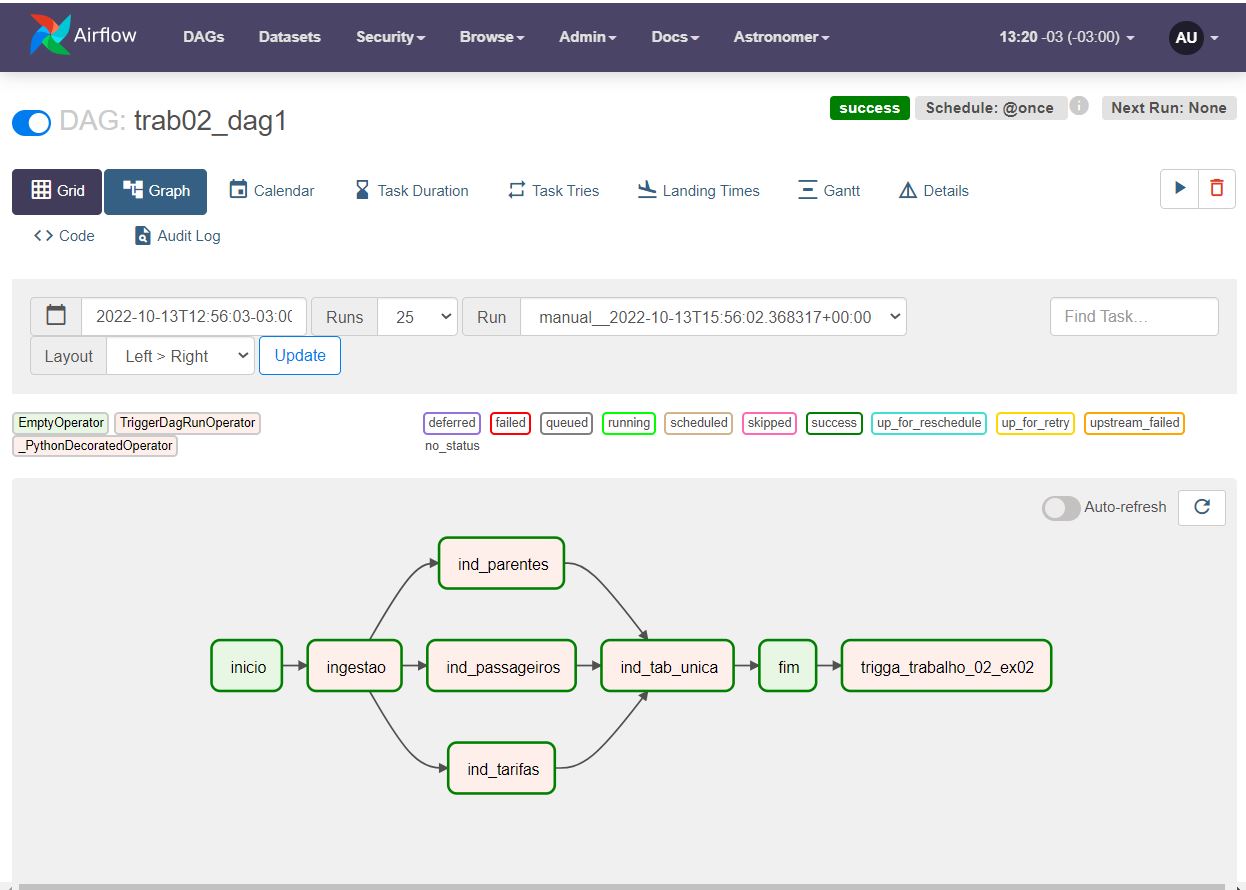 Airflow DAGs Datasets Security Browse Admin Docs Astronomer 13:20 -03 (-03:00) AU
DAG: trab02_dag1 success Schedule: @once i Next Run: None
Grid Graph Calendar Task Duration Task Tries Landing Times Gantt Details
<> Code Audit Log
2022-10-13T12:56:03-03:00 Runs 25 Run manual__2022-10-13T15:56:02.368317+00:00 Find Task...
Layout Left > Right Update
EmptyOperator TriggerDagRunOperator deferred failed queued running scheduled skipped success up_for_reschedule up_for_retry upstream_failed
_PythonDecoratedOperator no_status
Auto-refresh
ind_parentes
inicio ingestao ind_passageiros ind_tab_unica fim trigga_trabalho_02_ex02
ind_tarifas